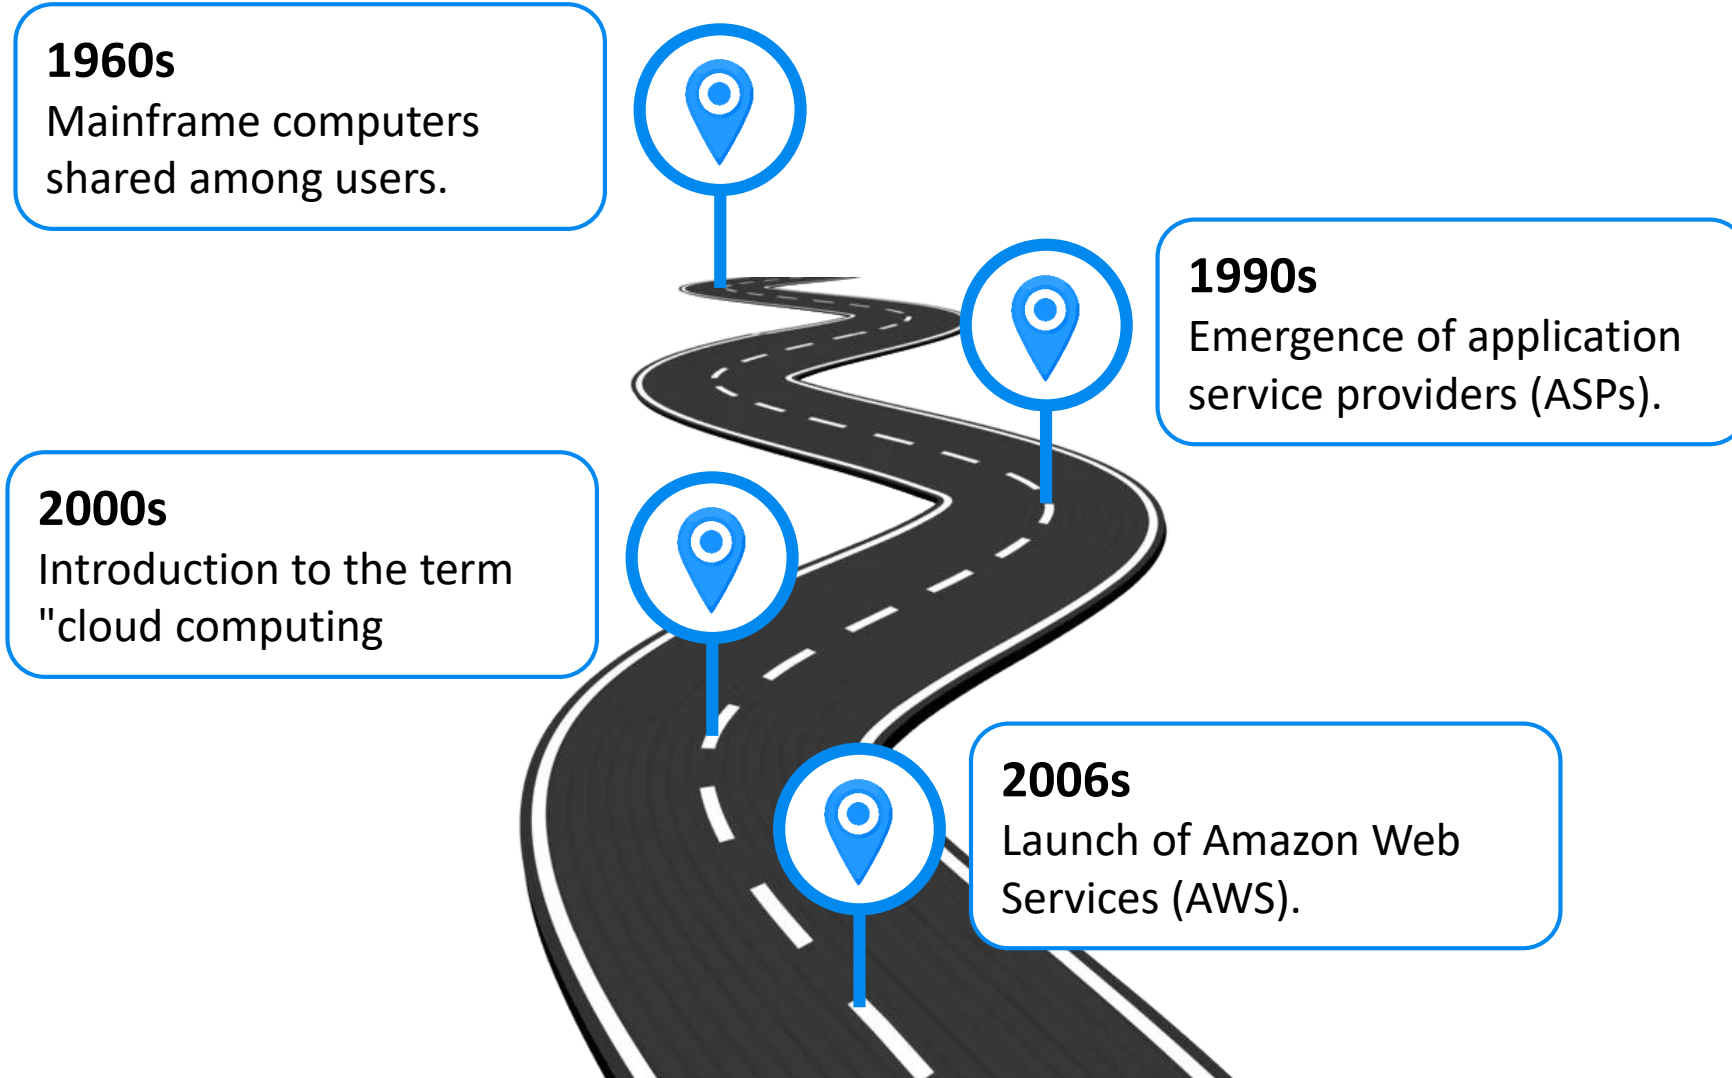 1960s
Mainframe computers
shared among users.
1990s
Emergence of application
service providers (ASPs).
2000s
Introduction to the term
"cloud computing
2006s
Launch of Amazon Web
Services (AWS).